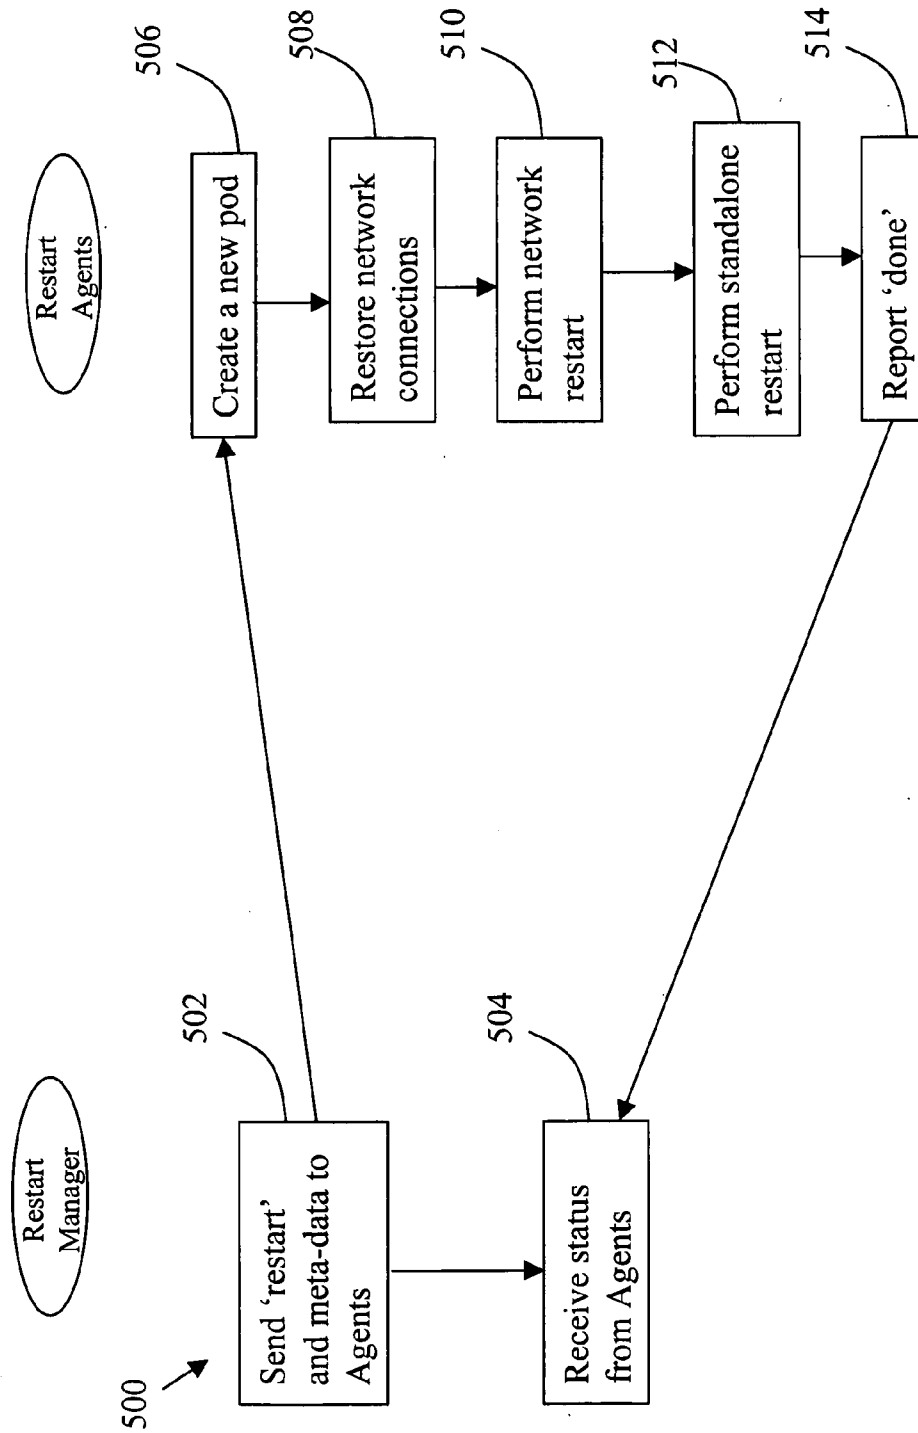 500
Restart
Manager
502
Send ‘restart’
and meta-data to
Agents
504
Receive status
from Agents
Restart
Agents
506
Create a new pod
508
Restore network
connections
510
Perform network
restart
512
Perform standalone
restart
514
Report ‘done’